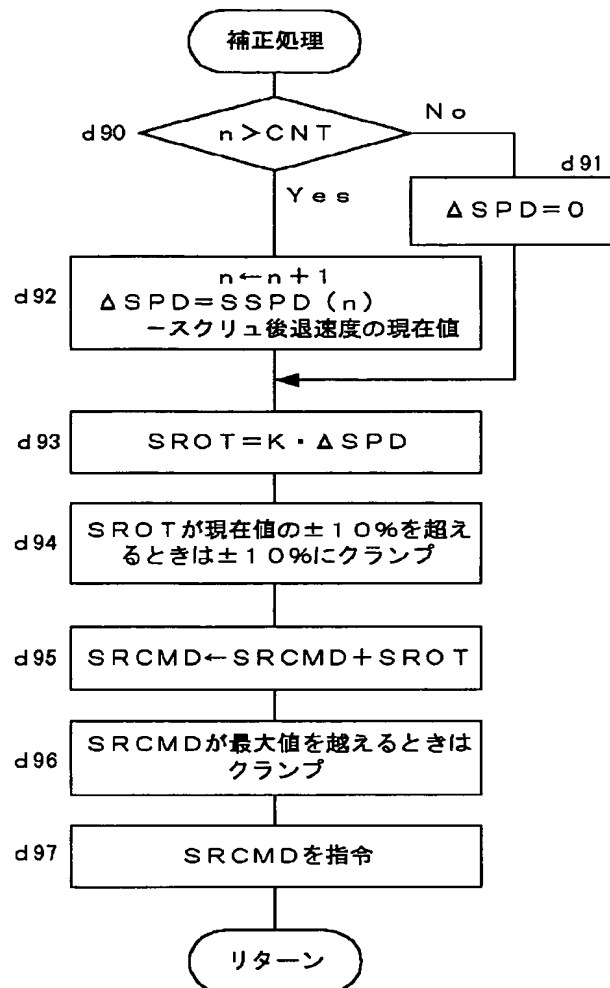 補正処理
d90
n>CNT
No
Yes
d91
ΔSPD=0
d92
n←n+1
ΔSPD=SSPD(n)
−スクリュ後退速度の現在値
d93
SROT=K・ΔSPD
d94
SROTが現在値の±10%を超え
るときは±10%にクランプ
d95
SRCMD←SRCMD+SROT
d96
SRCMDが最大値を越えるときは
クランプ
d97
SRCMDを指令
リターン